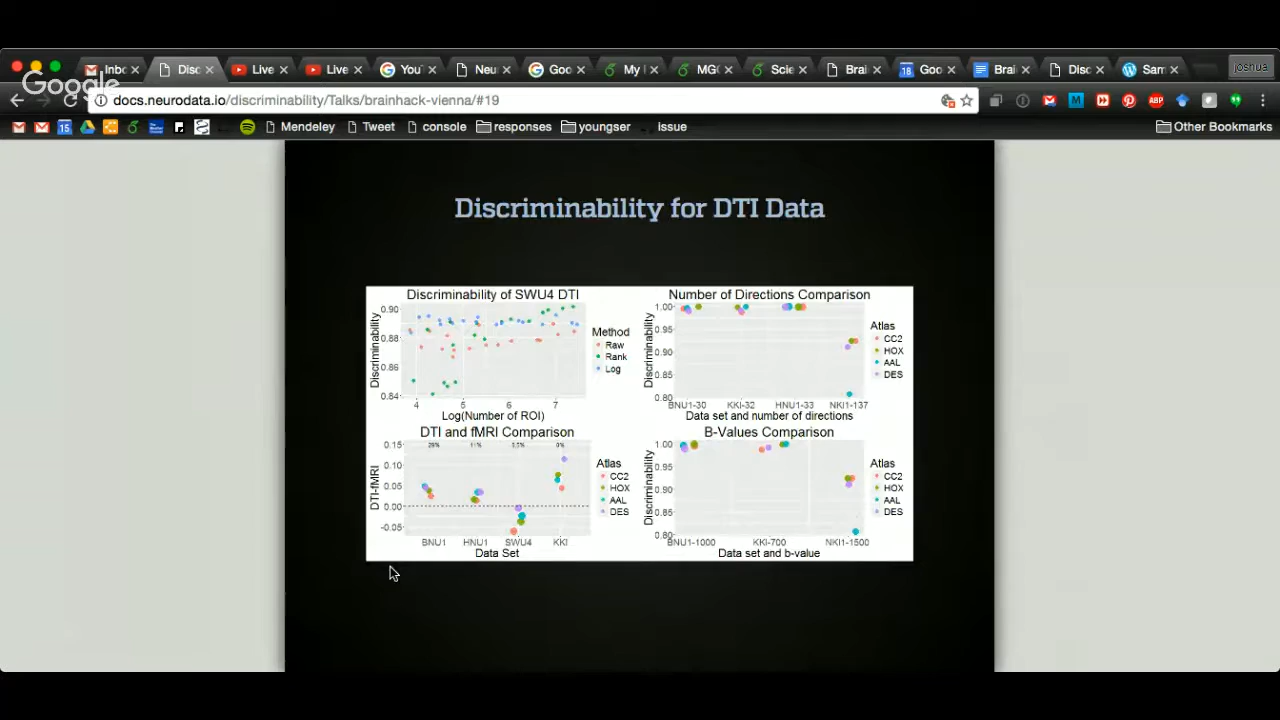 Inbo
Disc
Live
Live
YouT
Neu
Goo
My l
MGC
Scie
Brai
Goo
Brai
Disc
Sam
joshua
Google
docs.neurodata.io/discriminability/Talks/brainhack-vienna/#19
Mendeley
Tweet
console
responses
youngser
issue
Other Bookmarks
Discriminability for DTI Data
Discriminability of SWU4 DTI
Discriminability
0.90
0.88
0.86
0.84
4 5 6 7
Log(Number of ROI)
Method
Raw
Rank
Log
Number of Directions Comparison
Discriminability
1.00
0.95
0.90
0.85
0.80
BNU1-30 KKI-32 HNU1-33 NKI1-137
Data set and number of directions
Atlas
CC2
HOX
AAL
DES
DTI and fMRI Comparison
DTI-fMRI
0.15
0.10
0.05
0.00
-0.05
BNU1 HNU1 SWU4 KKI
Data Set
Atlas
CC2
HOX
AAL
DES
B-Values Comparison
Discriminability
1.00
0.95
0.90
0.85
0.80
BNU1-1000 KKI-700 NKI1-1500
Data set and b-value
Atlas
CC2
HOX
AAL
DES